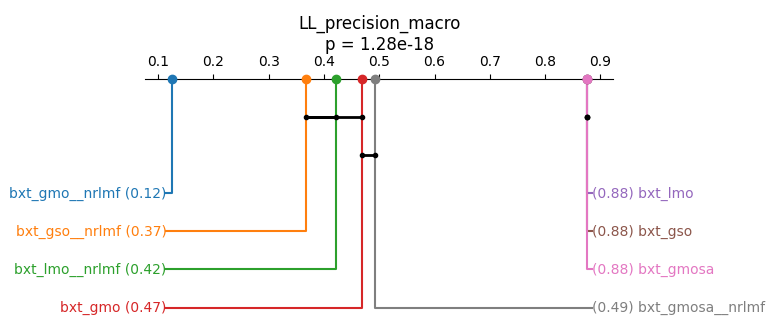 LL_precision_macro
p = 1.28e-18
0.1 0.2 0.3 0.4 0.5 0.6 0.7 0.8 0.9
bxt_gmo__nrlmf (0.12) (0.88) bxt_lmo
bxt_gso__nrlmf (0.37) (0.88) bxt_gso
bxt_lmo__nrlmf (0.42) (0.88) bxt_gmosa
bxt_gmo (0.47) (0.49) bxt_gmosa__nrlmf